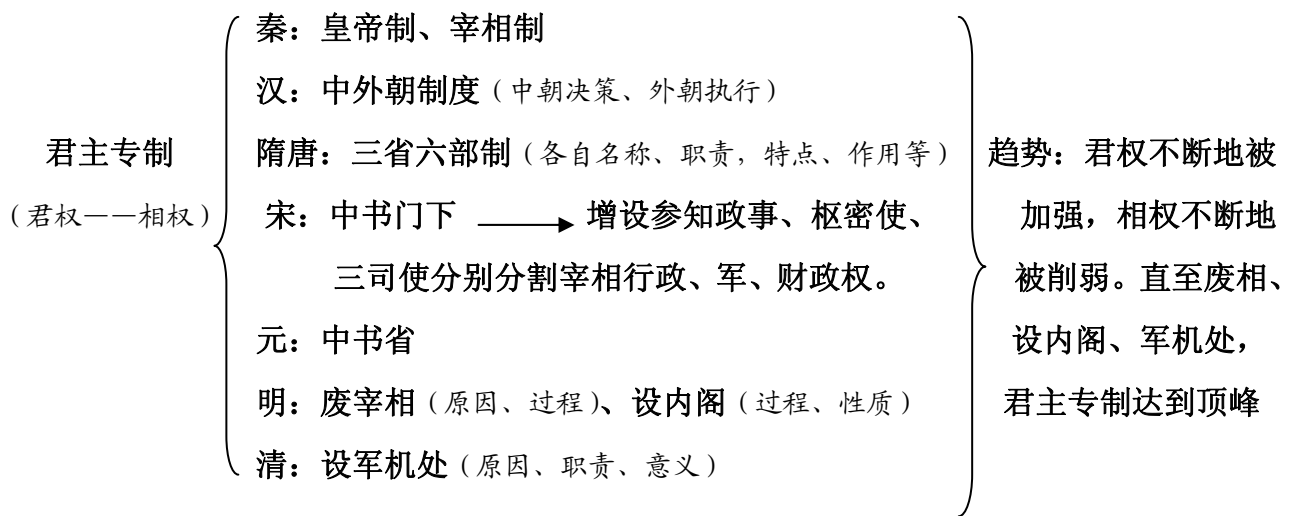 秦：皇帝制、宰相制
汉：中外朝制度（中朝决策、外朝执行）
君主专制
（君权——相权）
隋唐：三省六部制（各自名称、职责，特点、作用等）
宋：中书门下 → 增设参知政事、枢密使、
三司使分别分割宰相行政、军、财政权。
元：中书省
明：废宰相（原因、过程）、设内阁（过程、性质）
清：设军机处（原因、职责、意义）
趋势：君权不断地被
加强，相权不断地
被削弱。直至废相、
设内阁、军机处，
君主专制达到顶峰